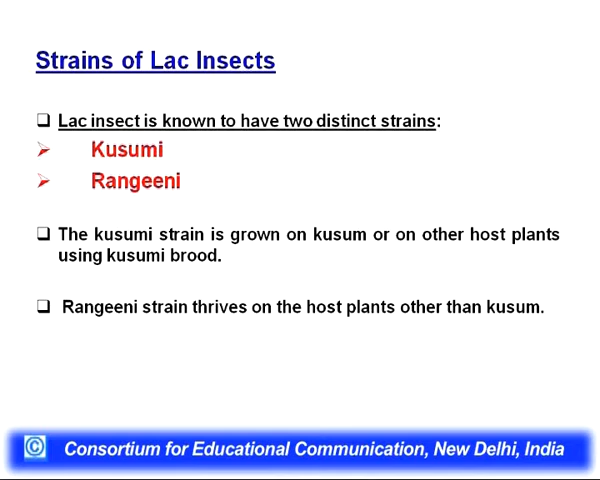 Strains of Lac Insects
❑ Lac insect is known to have two distinct strains:
➢ Kusumi
➢ Rangeeni
❑ The kusumi strain is grown on kusum or on other host plants
using kusumi brood.
❑ Rangeeni strain thrives on the host plants other than kusum.
© Consortium for Educational Communication, New Delhi, India